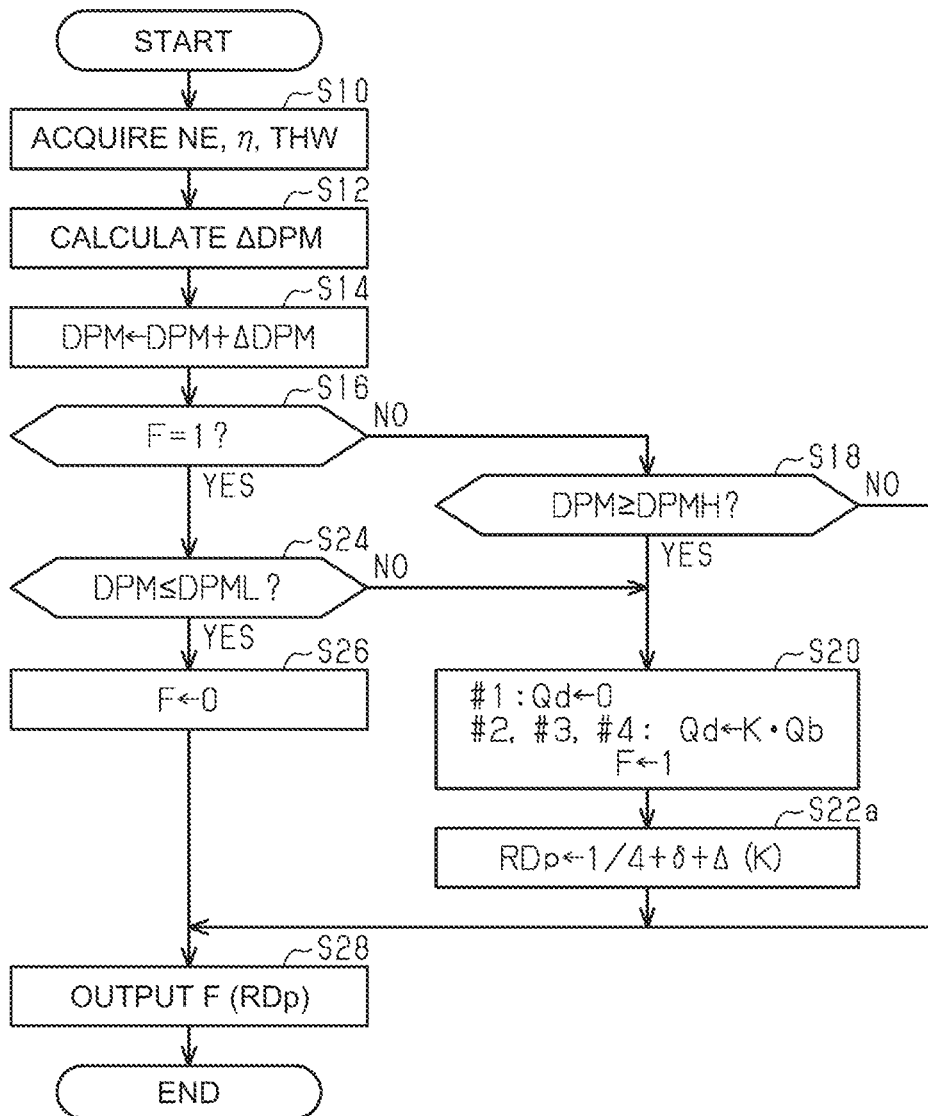 START
S10
ACQUIRE NE, η, THW
S12
CALCULATE ΔDPM
S14
DPM←DPM+ΔDPM
S16
F=1?
NO
YES
S18
DPM≥DPMH?
NO
YES
S24
DPM≤DPML?
NO
YES
S26
F←0
S20
#1:Qd←0
#2, #3, #4: Qd←K・Qb
F←1
S22a
RDp←1/4+δ+Δ (K)
S28
OUTPUT F (RDp)
END